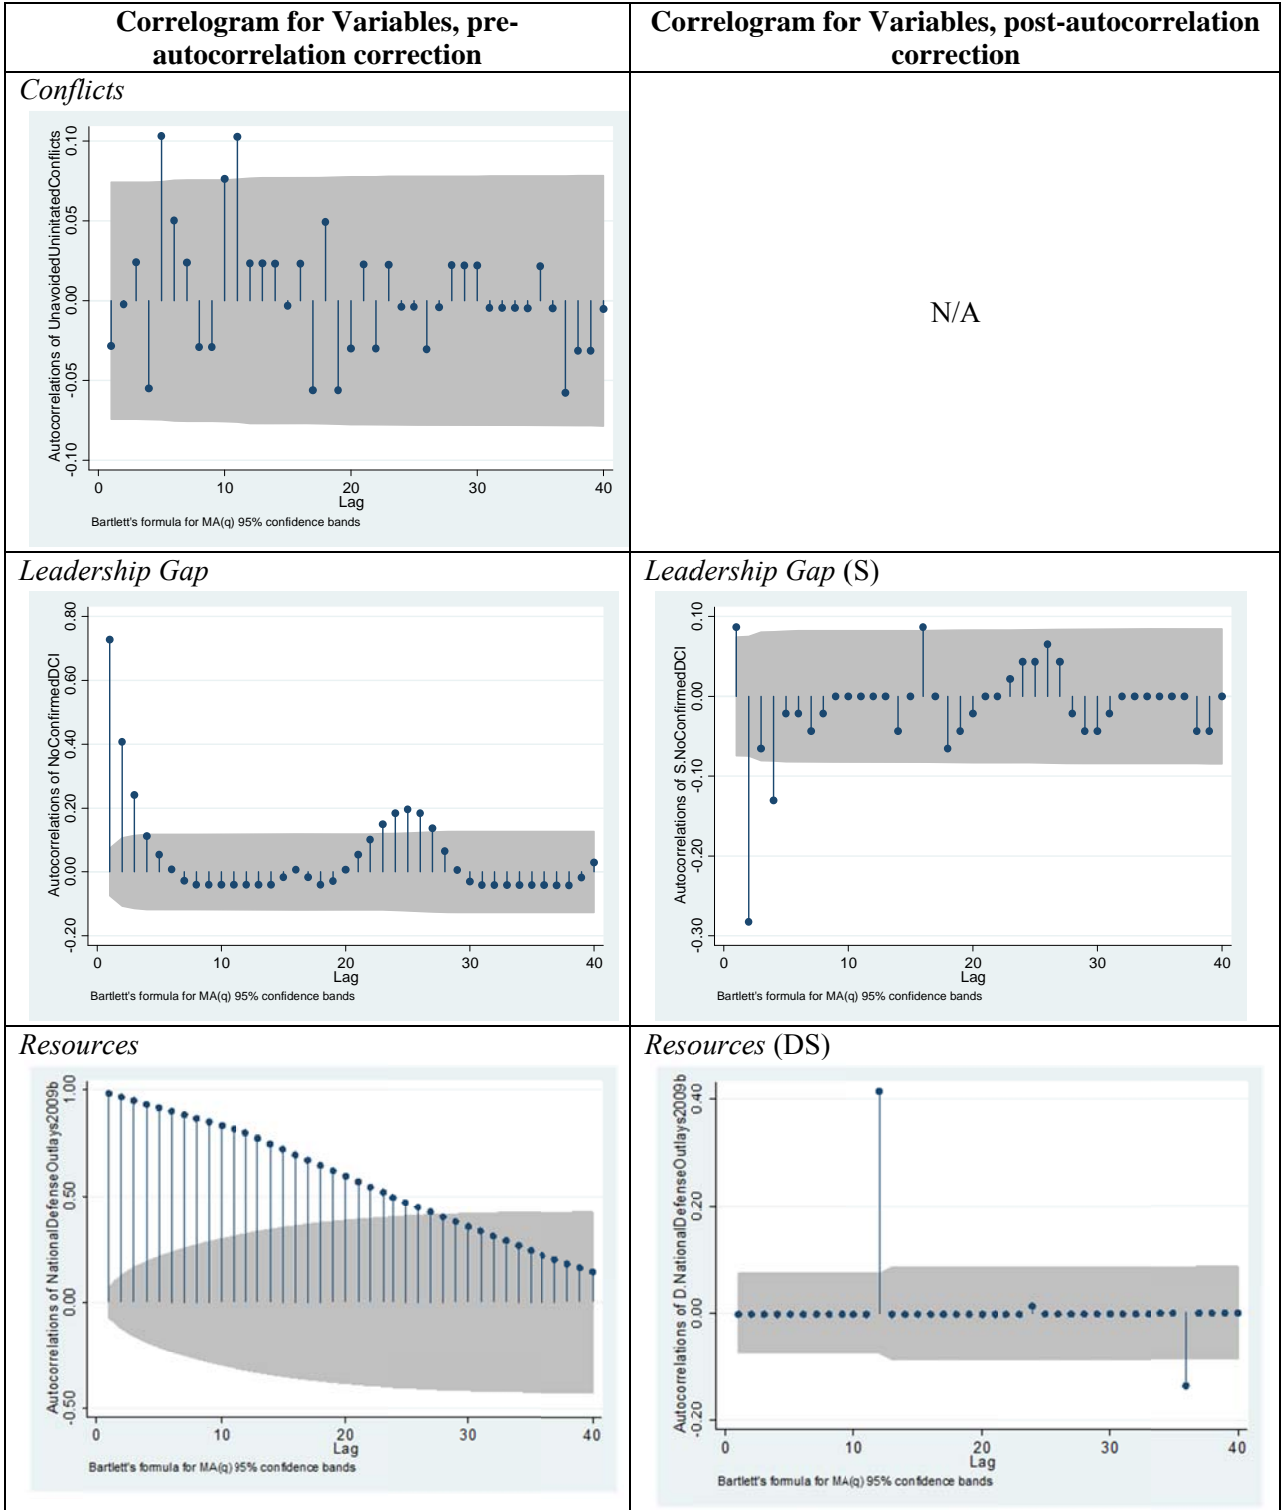 Correlogram for Variables, pre-
autocorrelation correction
Correlogram for Variables, post-autocorrelation
correction
Conflicts
Autocorrelations of UnavoidedUninitatedConflicts
0.10
0.05
0.00
-0.05
-0.10
0 10 20 30 40
Lag
Bartlett's formula for MA(q) 95% confidence bands
N/A
Leadership Gap
Autocorrelations of NoConfirmedDCI
0.80
0.60
0.40
0.20
0.00
-0.20
0 10 20 30 40
Lag
Bartlett's formula for MA(q) 95% confidence bands
Leadership Gap (S)
Autocorrelations of S.NoConfirmedDCI
0.10
0.00
-0.10
-0.20
-0.30
0 10 20 30 40
Lag
Bartlett's formula for MA(q) 95% confidence bands
Resources
Autocorrelations of NationalDefenseOutlays2009b
1.00
0.50
0.00
-0.50
0 10 20 30 40
Lag
Bartlett's formula for MA(q) 95% confidence bands
Resources (DS)
Autocorrelations of D.NationalDefenseOutlays2009b
0.40
0.20
0.00
-0.20
0 10 20 30 40
Lag
Bartlett's formula for MA(q) 95% confidence bands